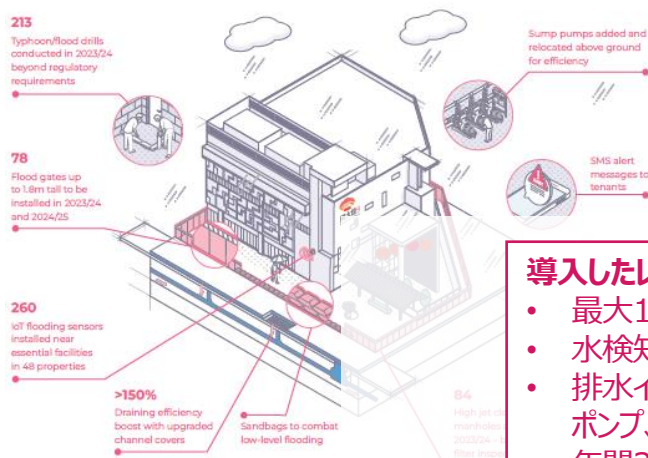 213
Typhoon/flood drills
conducted in 2023/24
beyond regulatory
requirements
78
Flood gates up
to 1.8m tall to be
installed in 2023/24
and 2024/25
260
IoT flooding sensors
installed near
essential facilities
in 48 properties
>150%
Draining efficiency
boost with upgraded
channel covers
Sandbags to combat
low-level flooding
84
High jet
manholes
2023/24 - b
filter inspe
Sump pumps added and
relocated above ground
for efficiency
SMS alert
messages to
tenants
導入した
• 最大1
• 水検知
• 排水イ
ポンプ、